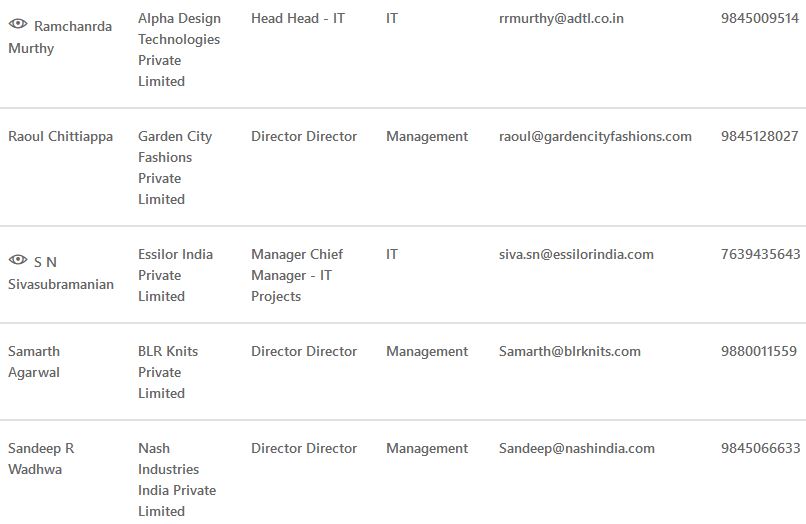 Ramchanrda Murthy Alpha Design Technologies Private Limited Head Head - IT IT rrmurthy@adtl.co.in 9845009514
Raoul Chittiappa Garden City Fashions Private Limited Director Director Management raoul@gardencityfashions.com 9845128027
S N Sivasubramanian Essilor India Private Limited Manager Chief Manager - IT Projects IT siva.sn@essilorindia.com 7639435643
Samarth Agarwal BLR Knits Private Limited Director Director Management Samarth@blrknits.com 9880011559
Sandeep R Wadhwa Nash Industries India Private Limited Director Director Management Sandeep@nashindia.com 9845066633